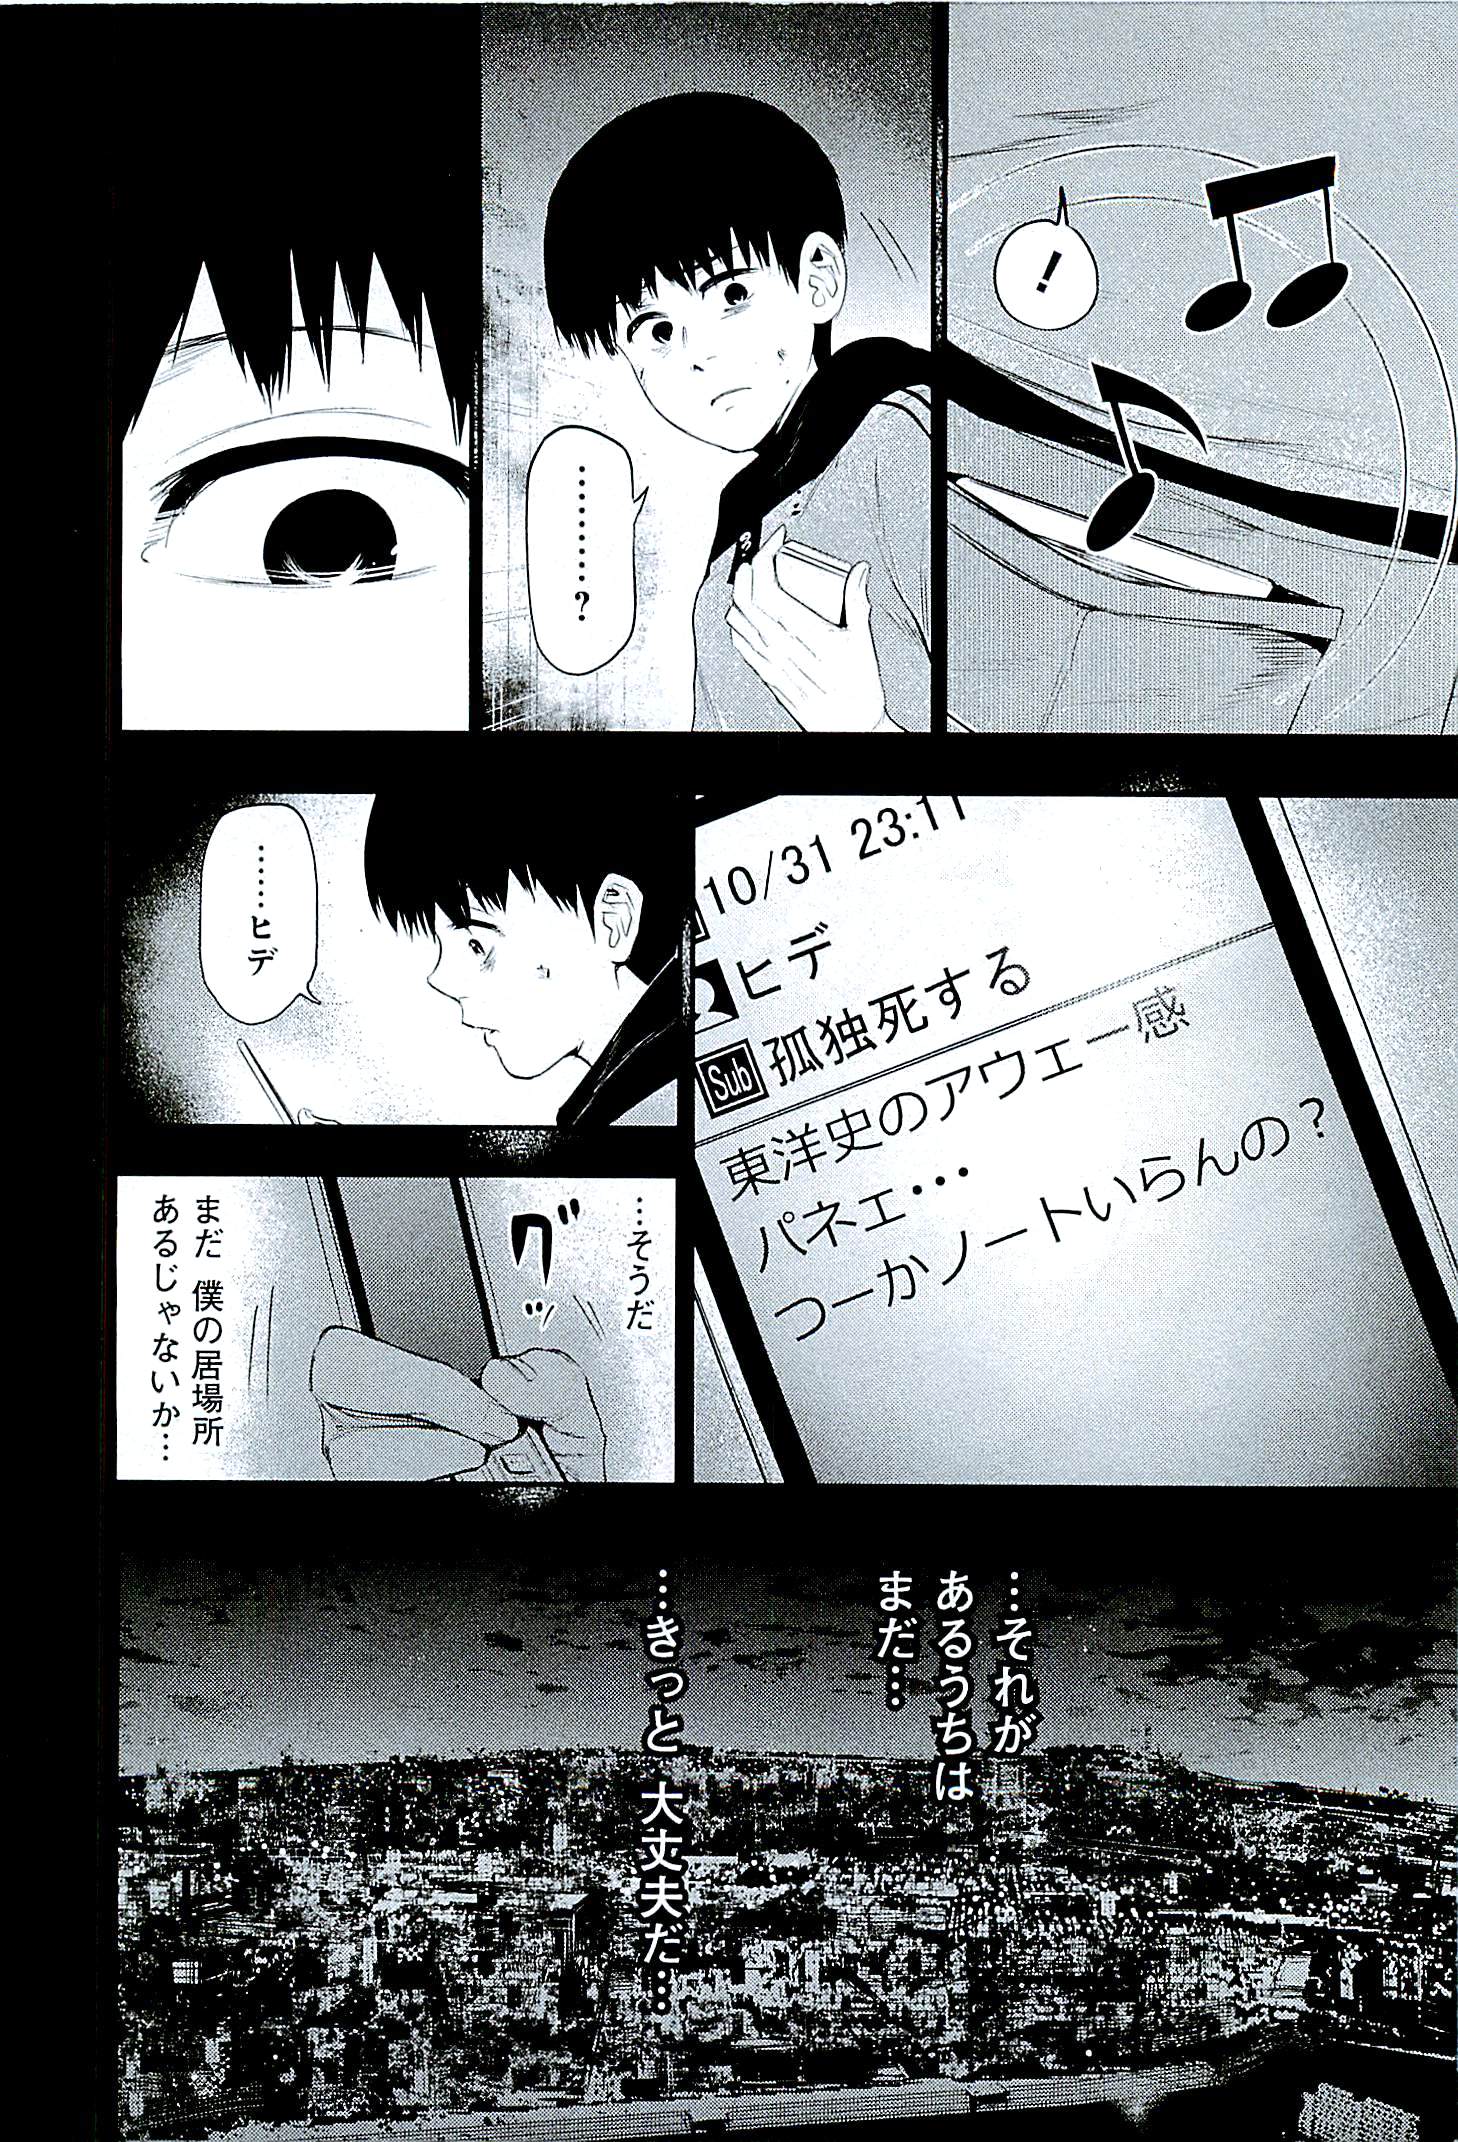 !
…………?
10/31 23:11
ヒデ
Sub 孤独死する
東洋史のアウェー感
パネェ・・・
つーかノートいらんの?
……ヒデ
…そうだ
グッ
まだ 僕の居場所
あるじゃないか…
…それが
あるうちは
まだ…
…きっと 大丈夫だ…